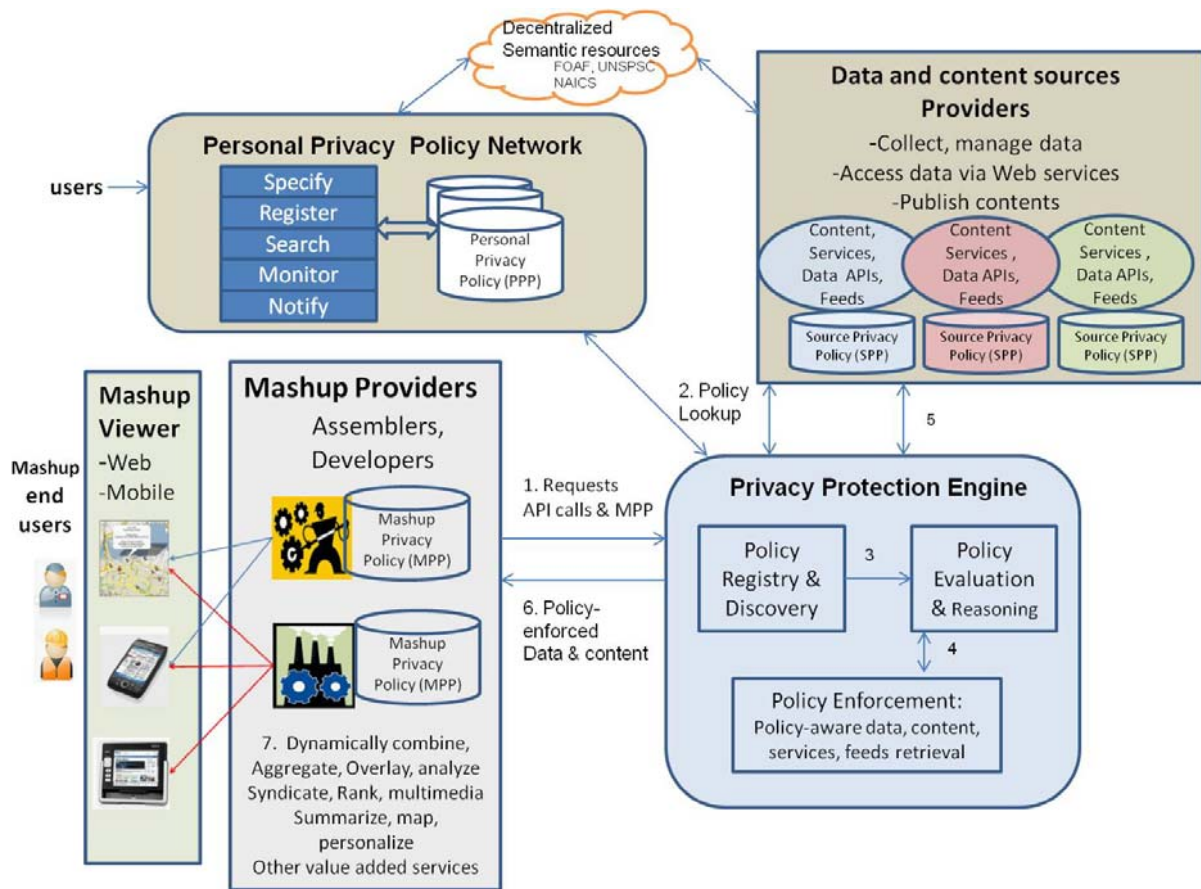 Decentralized
Semantic resources
FOAF, UNSPSC
NAICS
Data and content sources
Providers
-Collect, manage data
-Access data via Web services
-Publish contents
Content,
Services,
Data APIs,
Feeds
Content
Services ,
Data APIs,
Feeds
Content
Services ,
Data APIs,
Feeds
Source Privacy
Policy (SPP)
Source Privacy
Policy (SPP)
Source Privacy
Policy (SPP)
users
Personal Privacy Policy Network
Specify
Register
Search
Monitor
Notify
Personal
Privacy
Policy (PPP)
Mashup
end
users
Mashup
Viewer
-Web
-Mobile
Mashup Providers
Assemblers,
Developers
Mashup
Privacy
Policy (MPP)
Mashup
Privacy
Policy (MPP)
7. Dynamically combine,
Aggregate, Overlay, analyze
Syndicate, Rank, multimedia
Summarize, map,
personalize
Other value added services
1. Requests
API calls & MPP
2. Policy
Lookup
5
6. Policy-
enforced
Data & content
Privacy Protection Engine
Policy
Registry &
Discovery
3
Policy
Evaluation
& Reasoning
4
Policy Enforcement:
Policy-aware data, content,
services, feeds retrieval